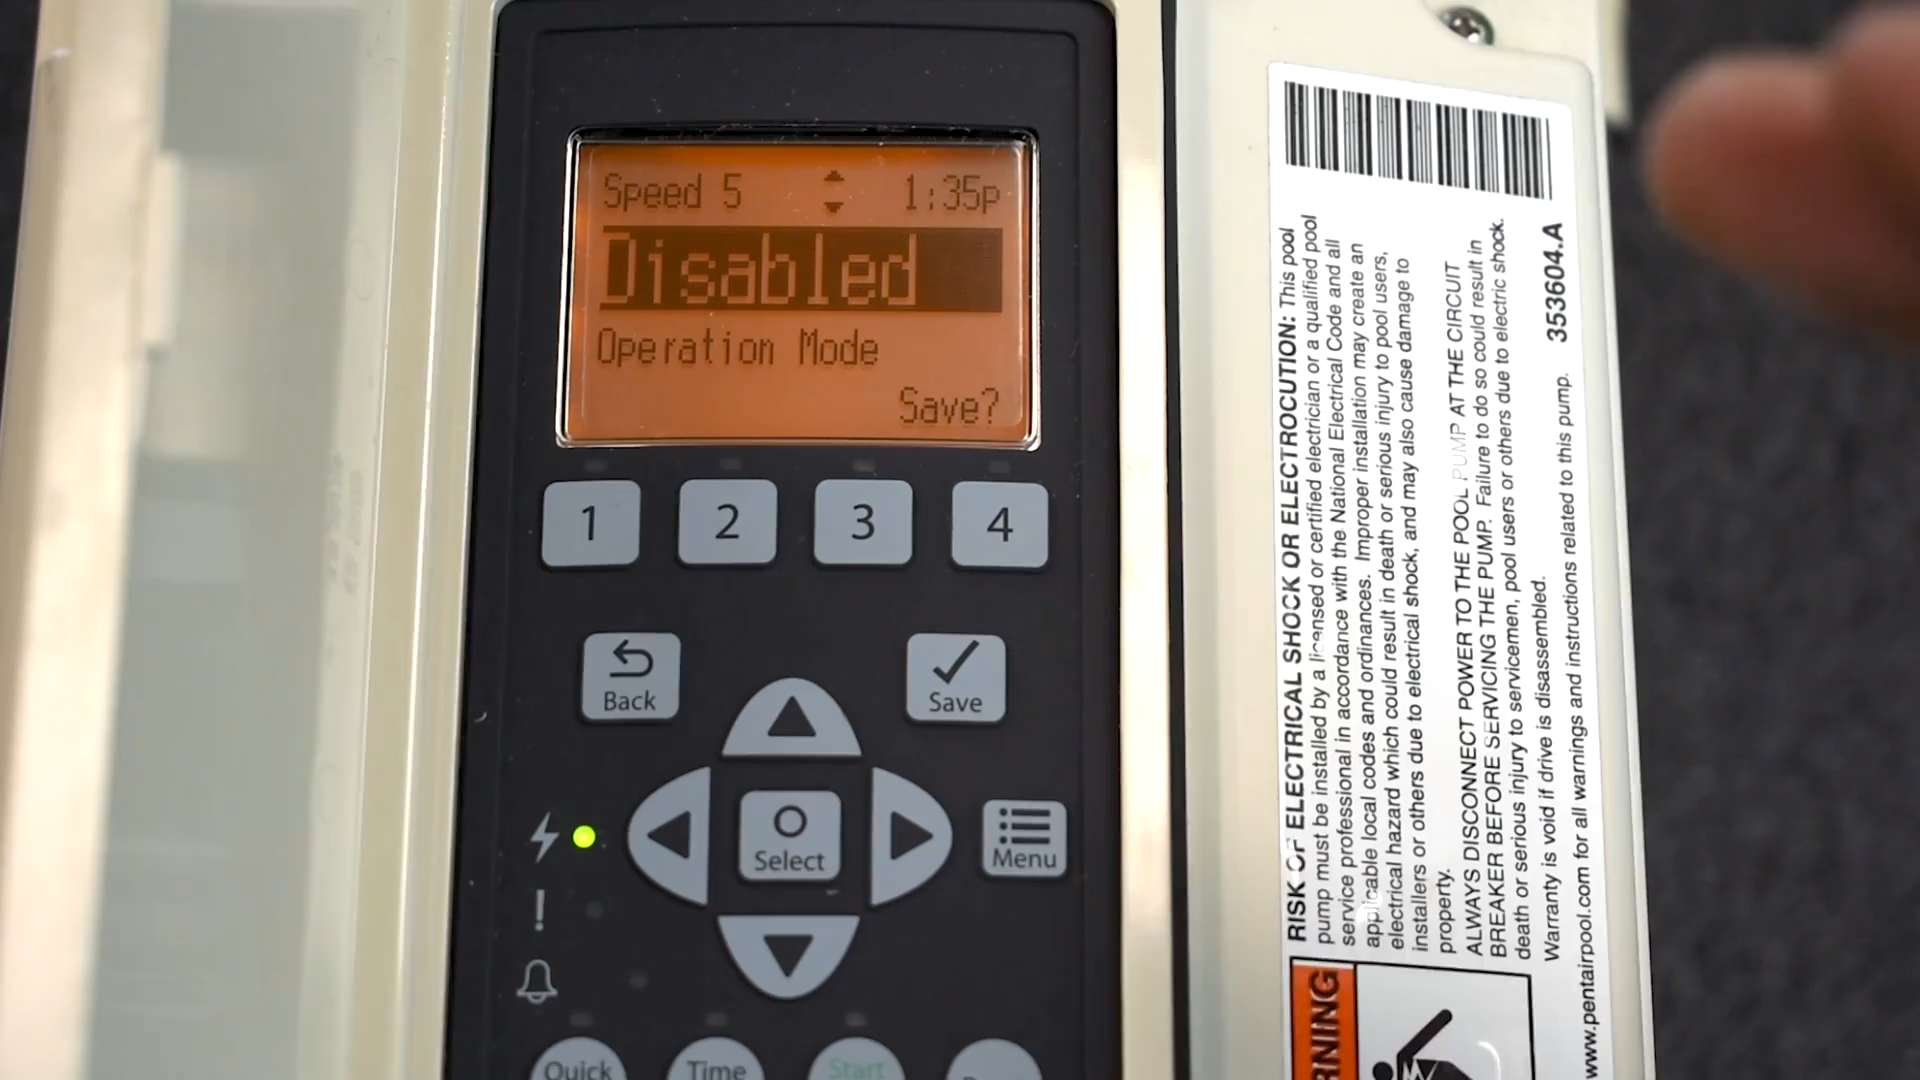 Speed 5 1:35p
Disabled
Operation Mode
Save?
1 2 3 4
Back Save
Select Menu
Quick Time Start
353604.A
RISK OF ELECTRICAL SHOCK OR ELECTROCUTION: This pool
pump must be installed by a licensed or certified electrician or a qualified pool
service professional in accordance with the National Electrical Code and all
applicable local codes and ordinances. Improper installation may create an
electrical hazard which could result in death or serious injury to pool users,
installers or others due to electrical shock, and may also cause damage to
property.
ALWAYS DISCONNECT POWER TO THE POOL PUMP AT THE CIRCUIT
BREAKER BEFORE SERVICING THE PUMP. Failure to do so could result in
death or serious injury to servicemen, pool users or others due to electric shock.
Warranty is void if drive is disassembled.
www.pentairpool.com for all warnings and instructions related to this pump.
RNING